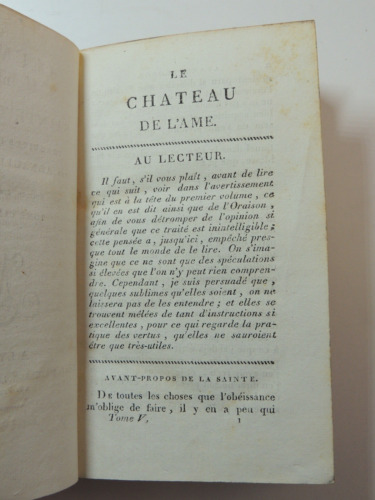 LE
CHATEAU
DE L'AME.
AU LECTEUR.
Il faut, s'il vous plaît, avant de lire
ce qui suit, voir dans l'avertissement
qui est à la tête du premier volume, ce
qu'il en est dit ainsi que de l'Oraison,
afin de vous détromper de l'opinion si
générale que ce traité est inintelligible;
cette pensée a, jusqu'ici, empêché pres-
que tout le monde de le lire. On s'ima-
gine que ce ne sont que des spéculations
si élevées que l'on n'y peut rien compren-
dre. Cependant, je suis persuadé que,
quelques sublimes qu'elles soient, on ne
laissera pas de les entendre; et elles se
trouvent mêlées de tant d'instructions si
excellentes, pour ce qui regarde la pra-
tique des vertus, qu'elles ne sauroient
être que très-utiles.
AVANT-PROPOS DE LA SAINTE.
De toutes les choses que l'obéissance
m'oblige de faire, il y en a peu qui
Tome V, 1